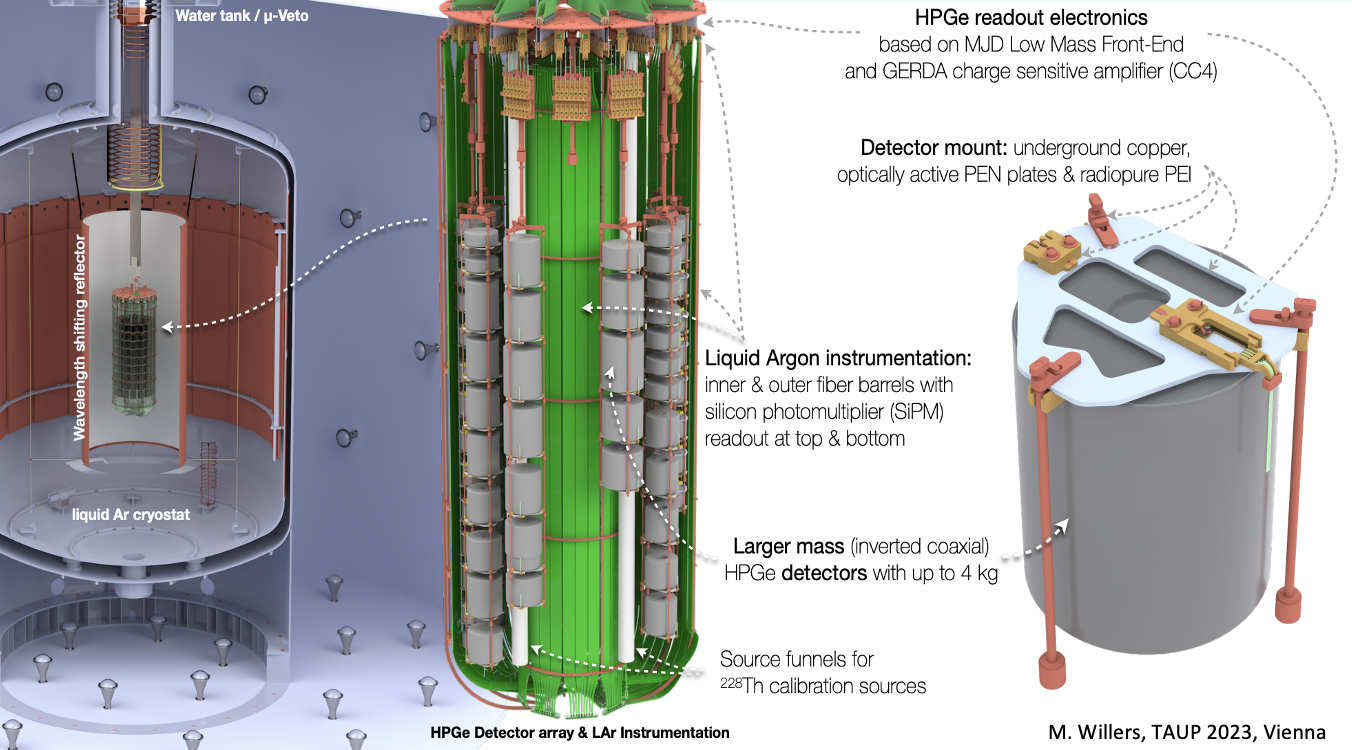 Water tank / μ-Veto
Wavelength shifting reflector
liquid Ar cryostat
HPGe readout electronics
based on MJD Low Mass Front-End
and GERDA charge sensitive amplifier (CC4)
Detector mount: underground copper,
optically active PEN plates & radiopure PEI
Liquid Argon instrumentation:
inner & outer fiber barrels with
silicon photomultiplier (SiPM)
readout at top & bottom
Larger mass (inverted coaxial)
HPGe detectors with up to 4 kg
Source funnels for
²²⁸Th calibration sources
HPGe Detector array & LAr Instrumentation
M. Willers, TAUP 2023, Vienna